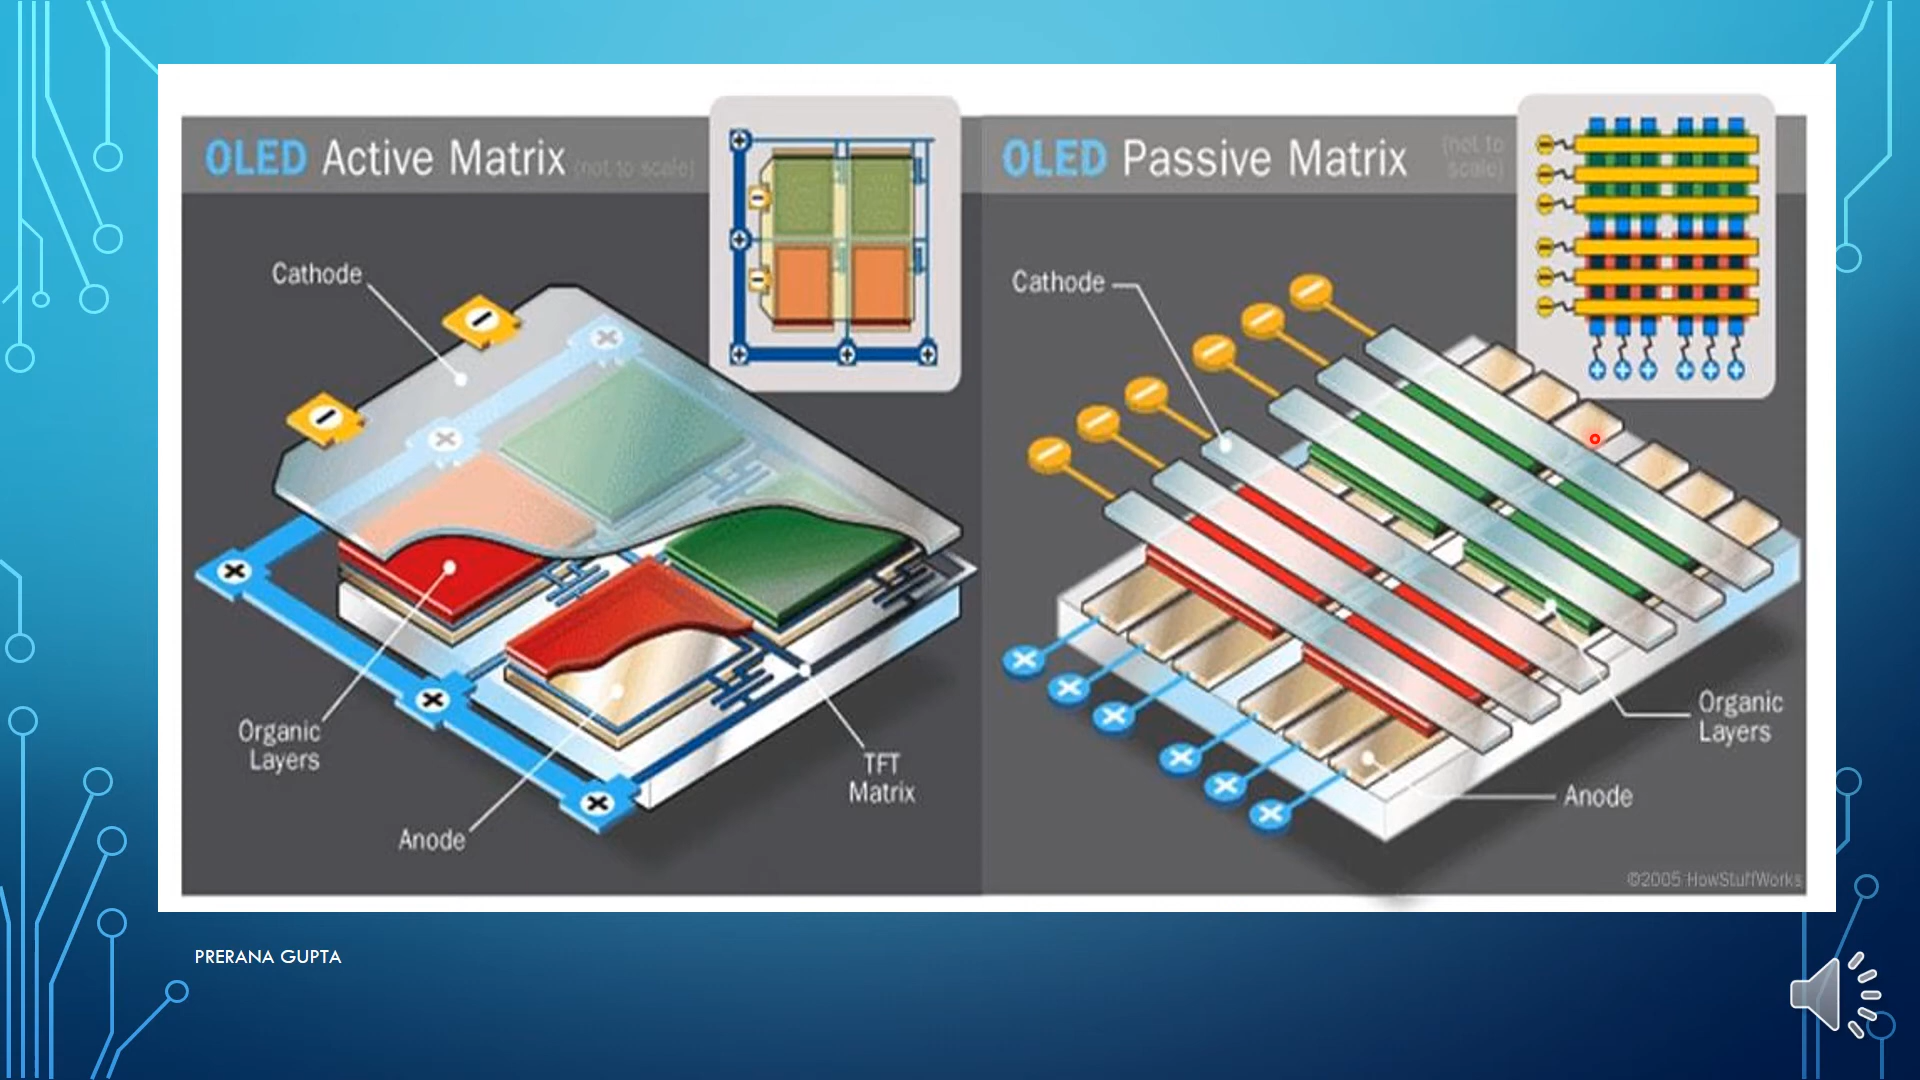 OLED Active Matrix (not to scale)
Cathode
Organic
Layers
Anode
TFT
Matrix
OLED Passive Matrix (not to
scale)
Cathode
Organic
Layers
Anode
©2005 HowStuffWorks
PRERANA GUPTA